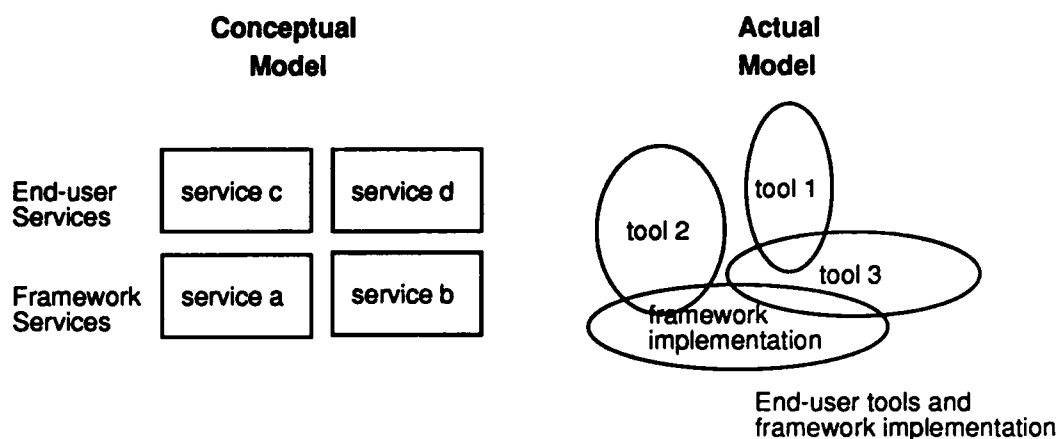 Conceptual
Model
End-user
Services
service c
service d
Framework
Services
service a
service b
Actual
Model
tool 1
tool 2
tool 3
framework
implementation
End-user tools and
framework implementation